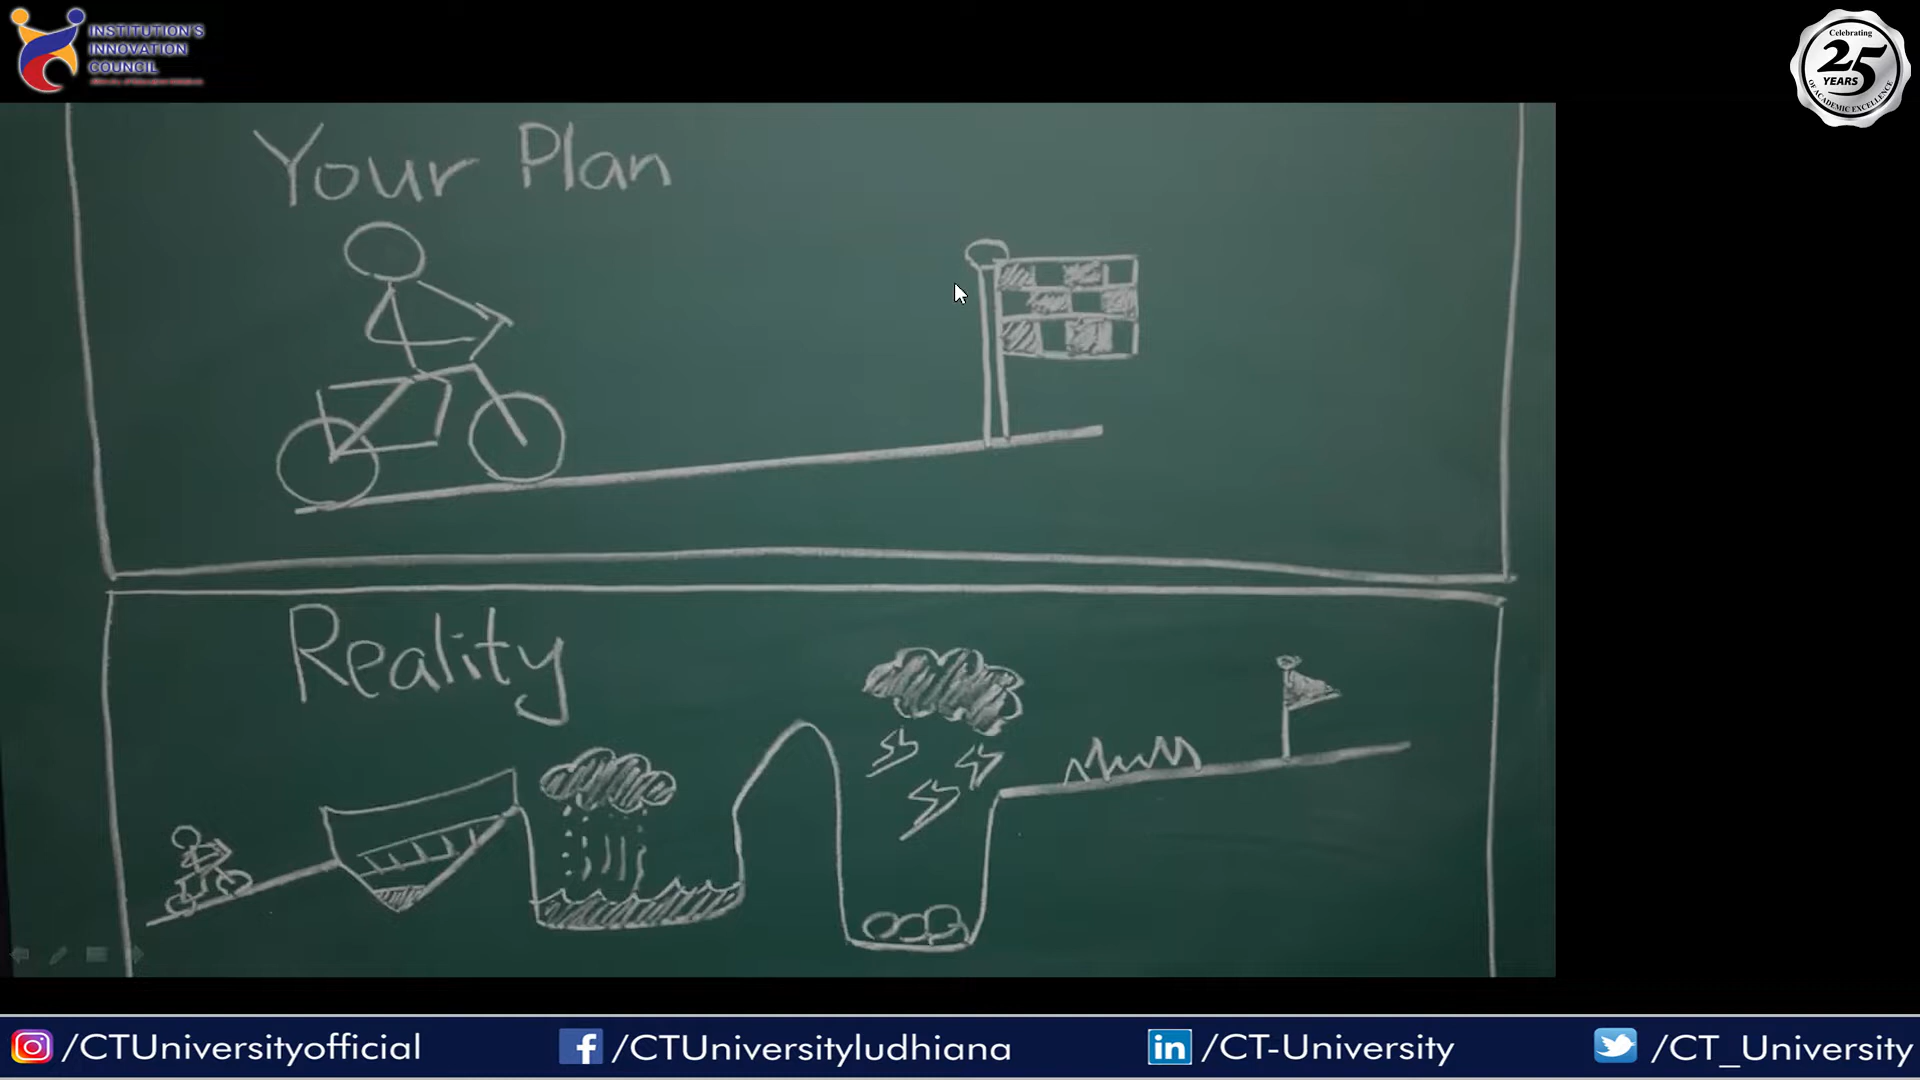 INSTITUTION'S
INNOVATION
COUNCIL
Celebrating
25
YEARS
OF ACADEMIC EXCELLENCE
Your Plan
Reality
/CTUniversityofficial
/CTUniversityludhiana
/CT-University
/CT_University